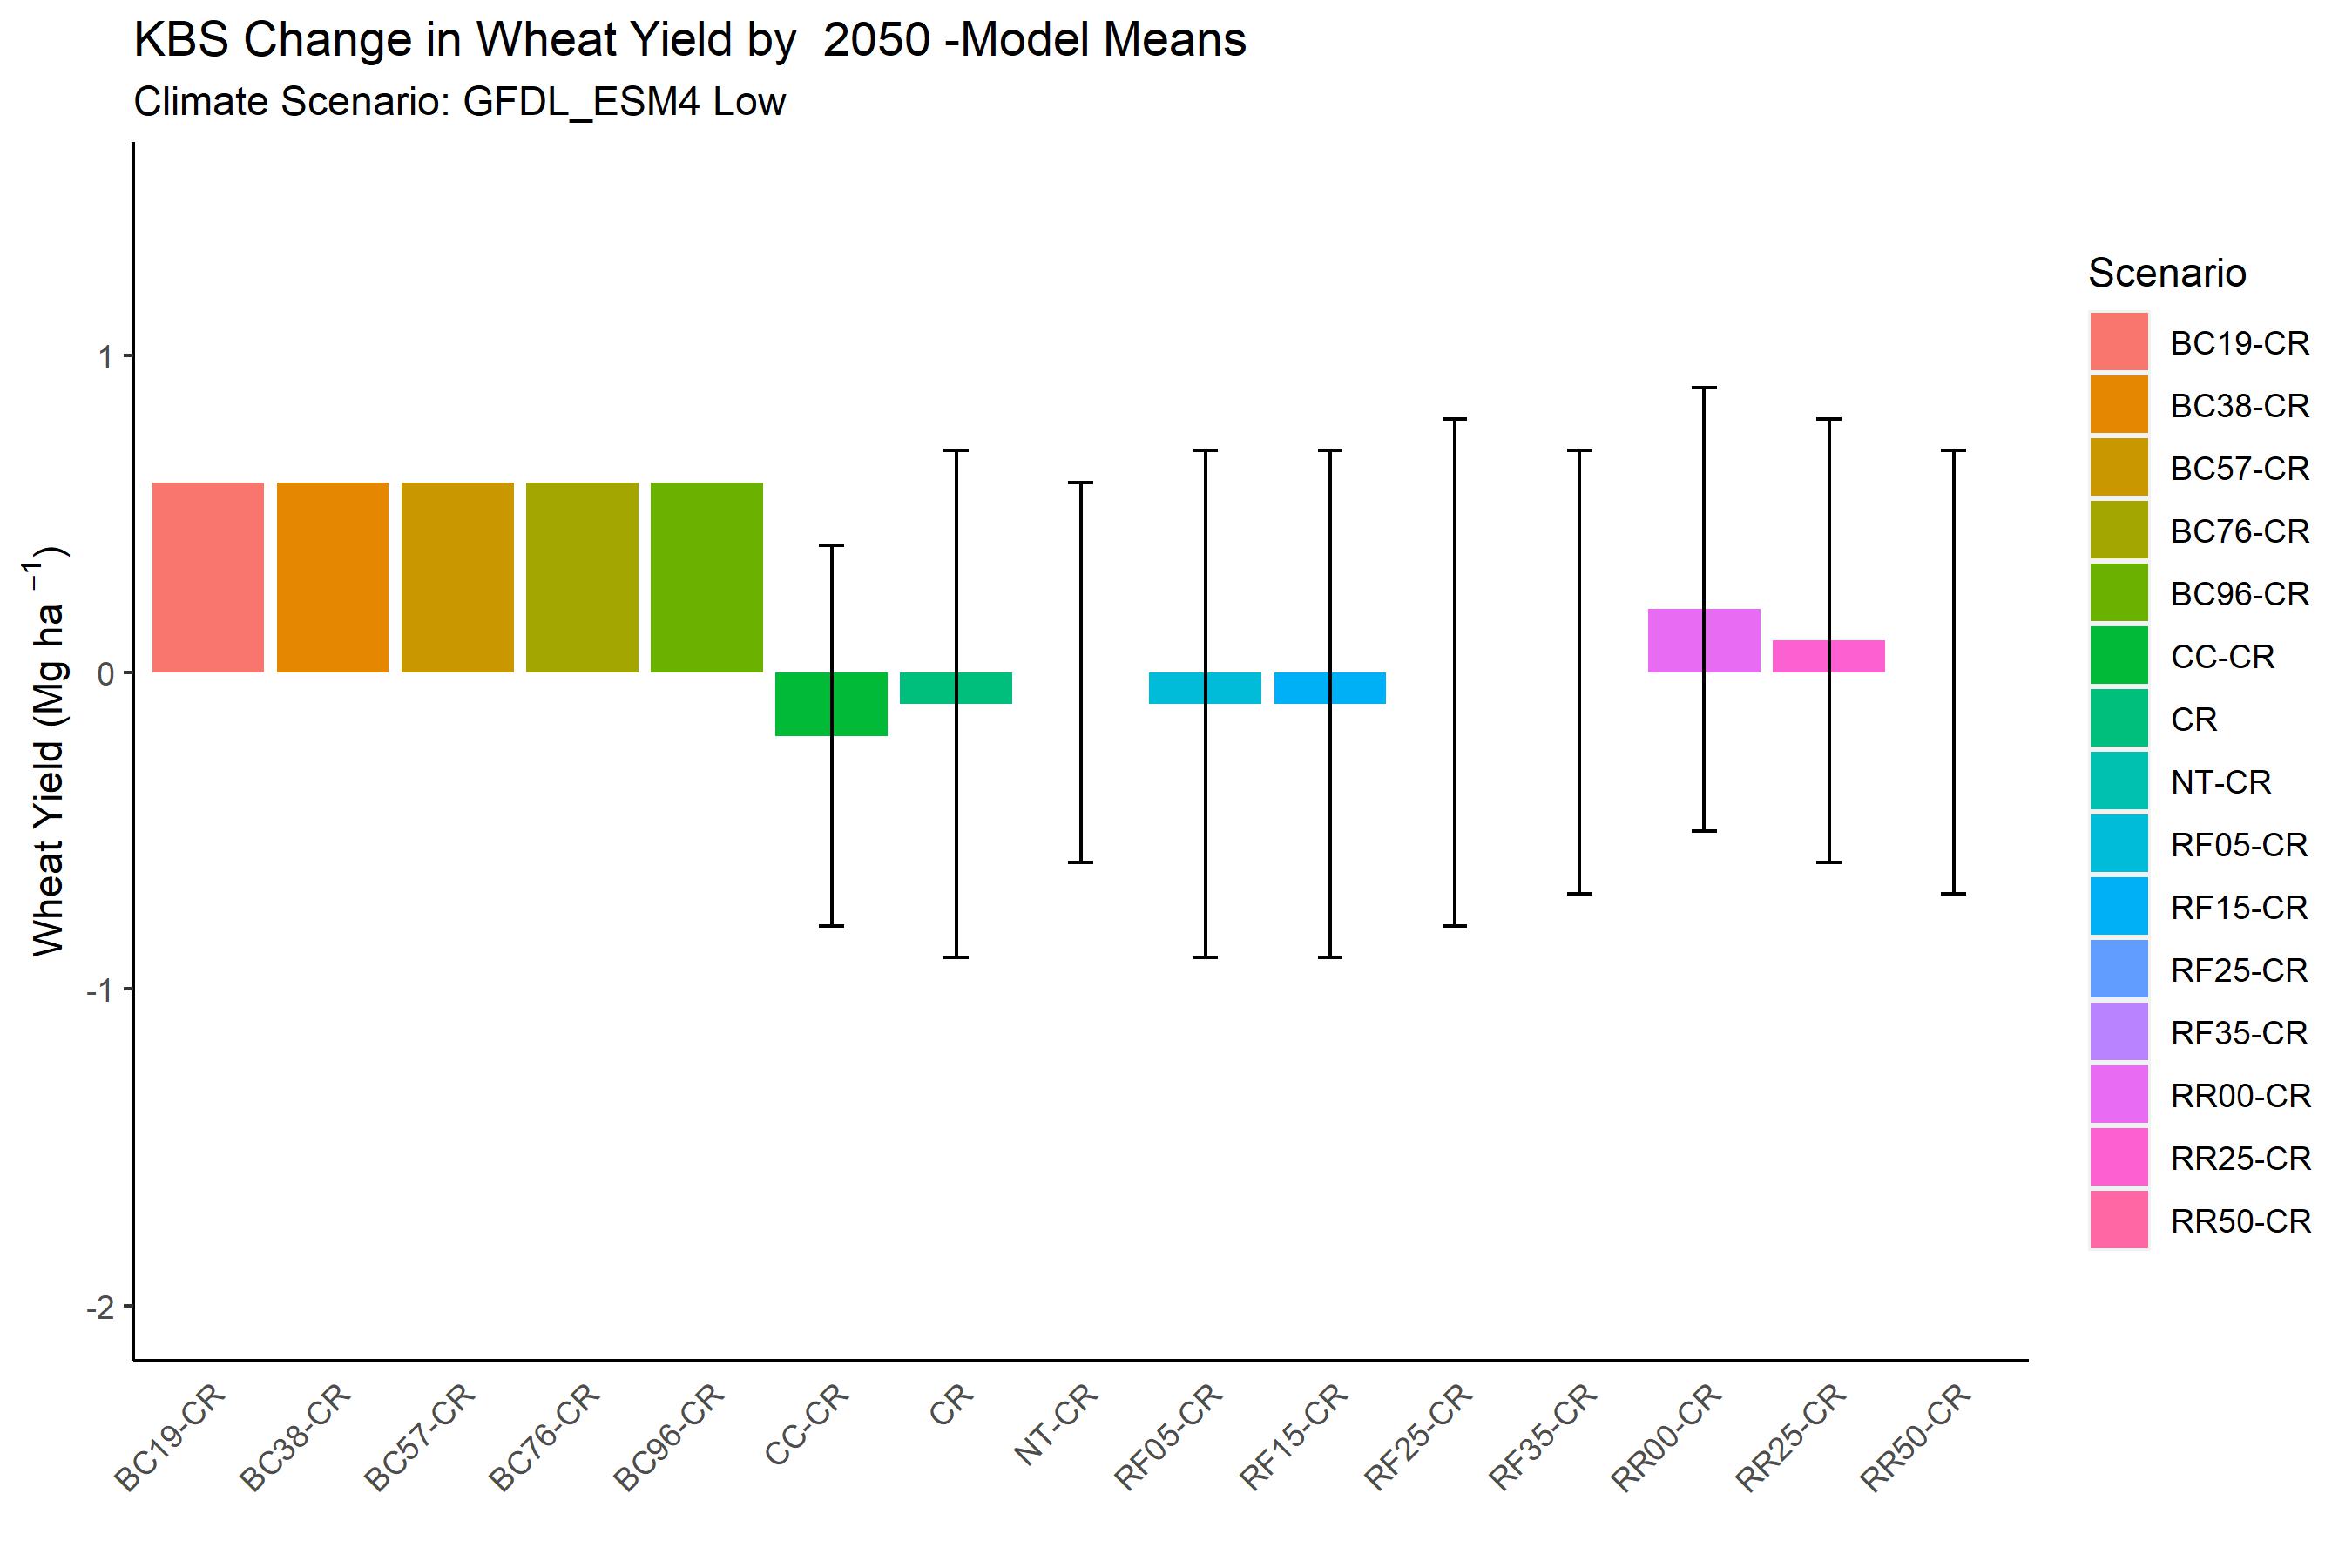 KBS Change in Wheat Yield by  2050 -Model Means
Climate Scenario: GFDL_ESM4 Low
Wheat Yield (Mg ha ⁻¹)
1
0
-1
-2
BC19-CR
BC38-CR
BC57-CR
BC76-CR
BC96-CR
CC-CR
CR
NT-CR
RF05-CR
RF15-CR
RF25-CR
RF35-CR
RR00-CR
RR25-CR
RR50-CR
Scenario
BC19-CR
BC38-CR
BC57-CR
BC76-CR
BC96-CR
CC-CR
CR
NT-CR
RF05-CR
RF15-CR
RF25-CR
RF35-CR
RR00-CR
RR25-CR
RR50-CR